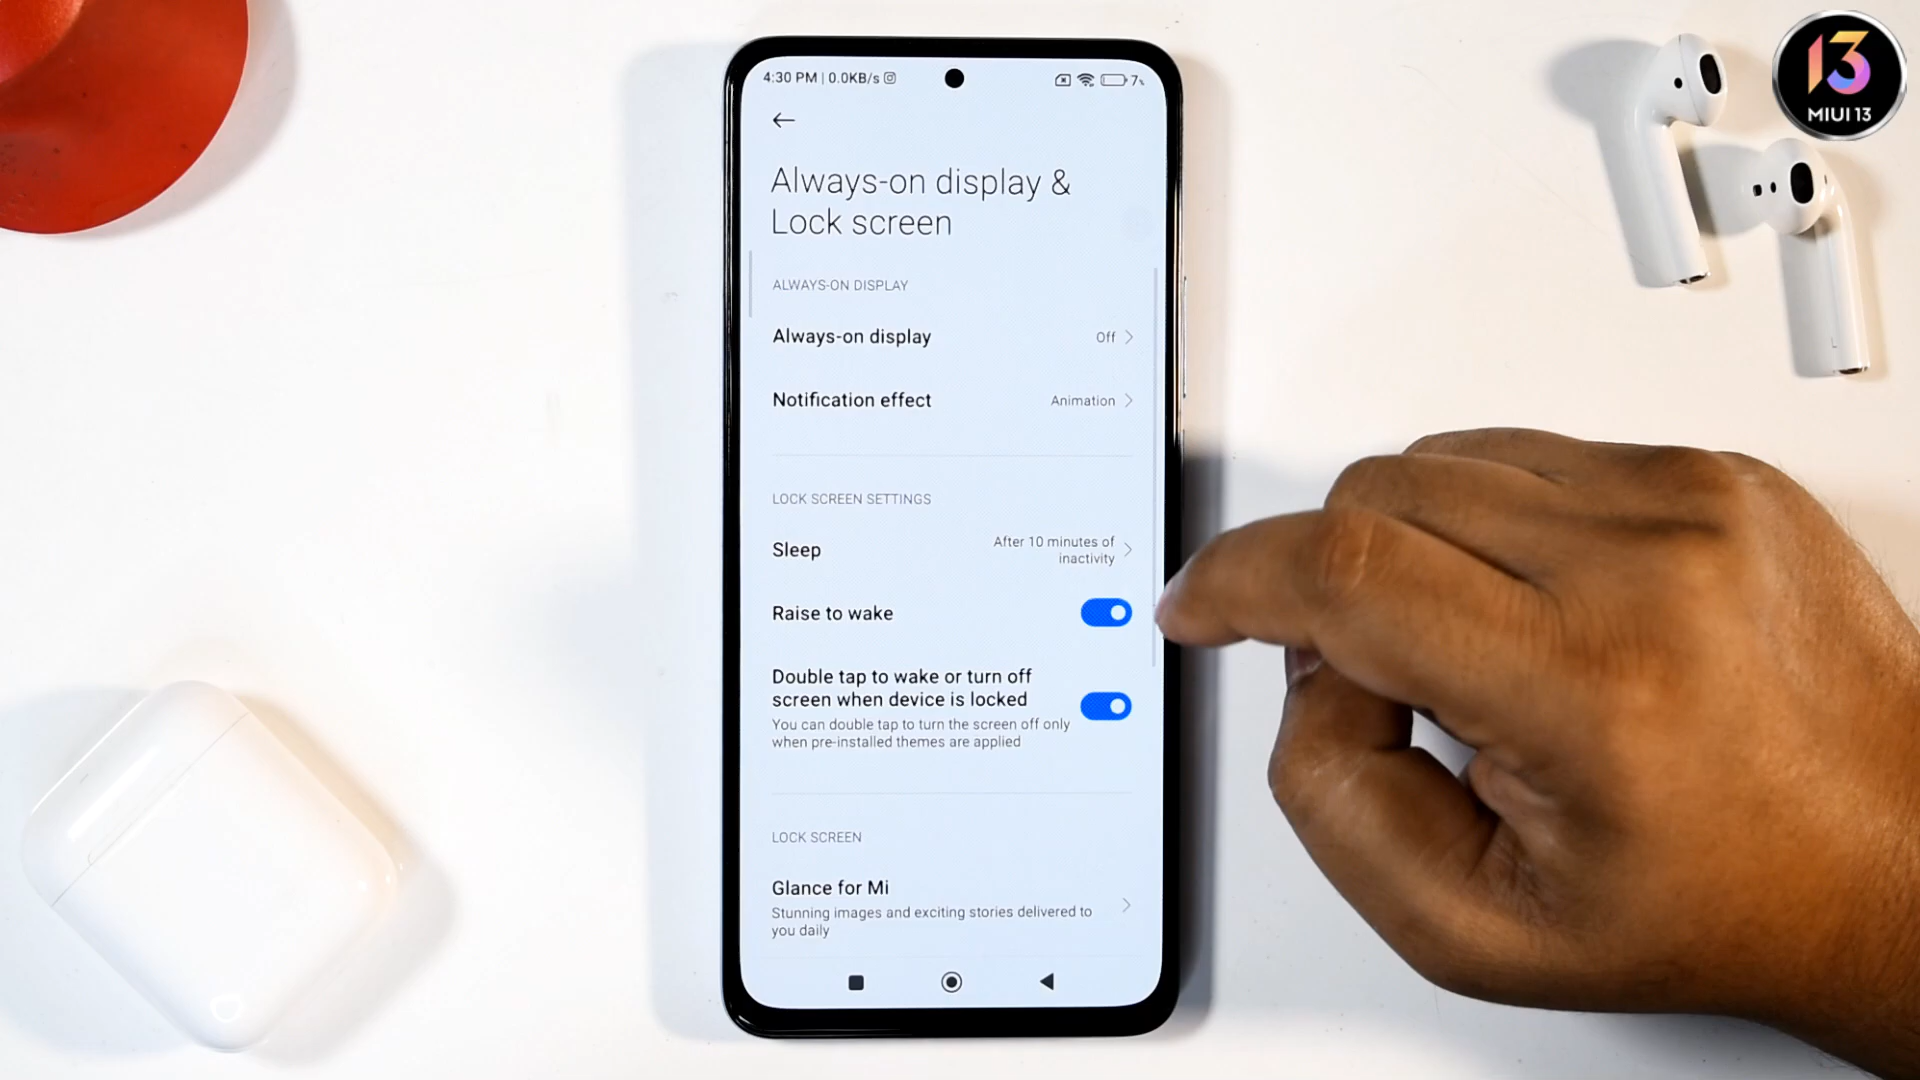 4:30 PM | 0.0KB/s
7%
Always-on display &
Lock screen
ALWAYS-ON DISPLAY
Always-on display
Off
Notification effect
Animation
LOCK SCREEN SETTINGS
Sleep
After 10 minutes of
inactivity
Raise to wake
Double tap to wake or turn off
screen when device is locked
You can double tap to turn the screen off only
when pre-installed themes are applied
LOCK SCREEN
Glance for Mi
Stunning images and exciting stories delivered to
you daily
13
MIUI 13
L